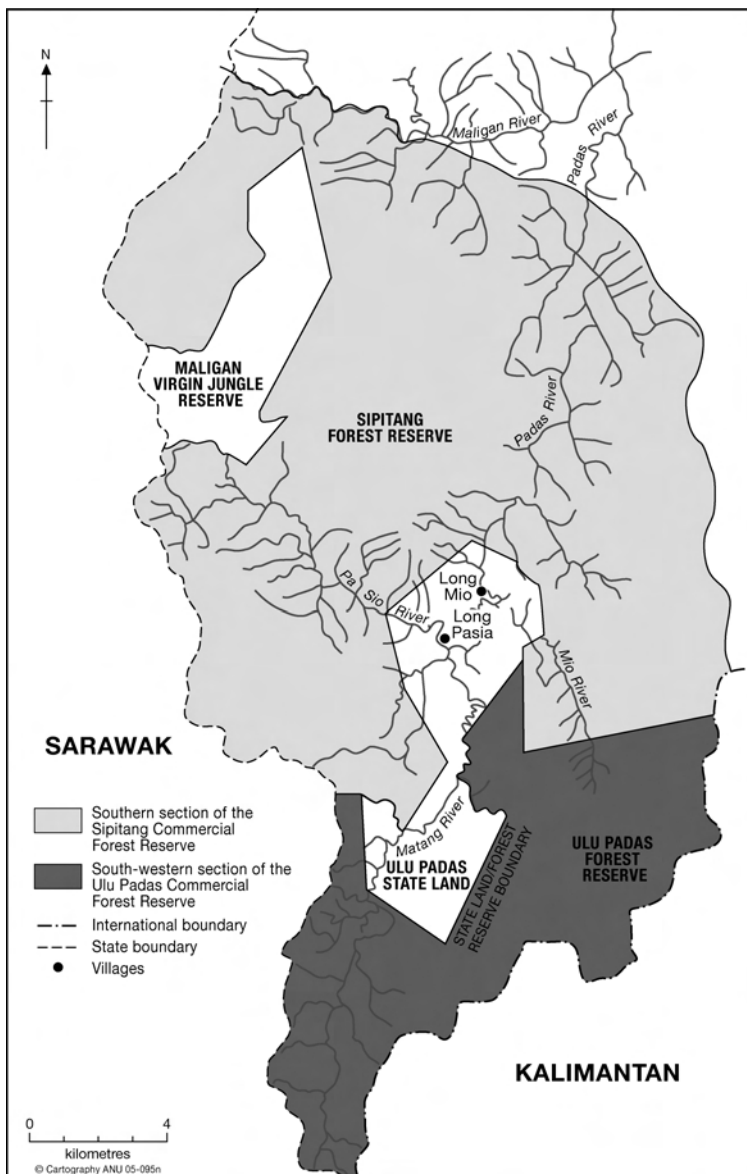 N
Maligan River
Padas River
MALIGAN
VIRGIN JUNGLE
RESERVE
SIPITANG
FOREST RESERVE
Padas River
Long
Mio
Pa Sio River
Long
Pasia
Mio River
SARAWAK
Southern section of the
Sipitang Commercial
Forest Reserve
South-western section of the
Ulu Padas Commercial
Forest Reserve
International boundary
State boundary
Villages
Matang River
ULU PADAS
STATE LAND
STATE LAND/FOREST
RESERVE BOUNDARY
ULU PADAS
FOREST
RESERVE
KALIMANTAN
0 4
kilometres
© Cartography ANU 05-095n